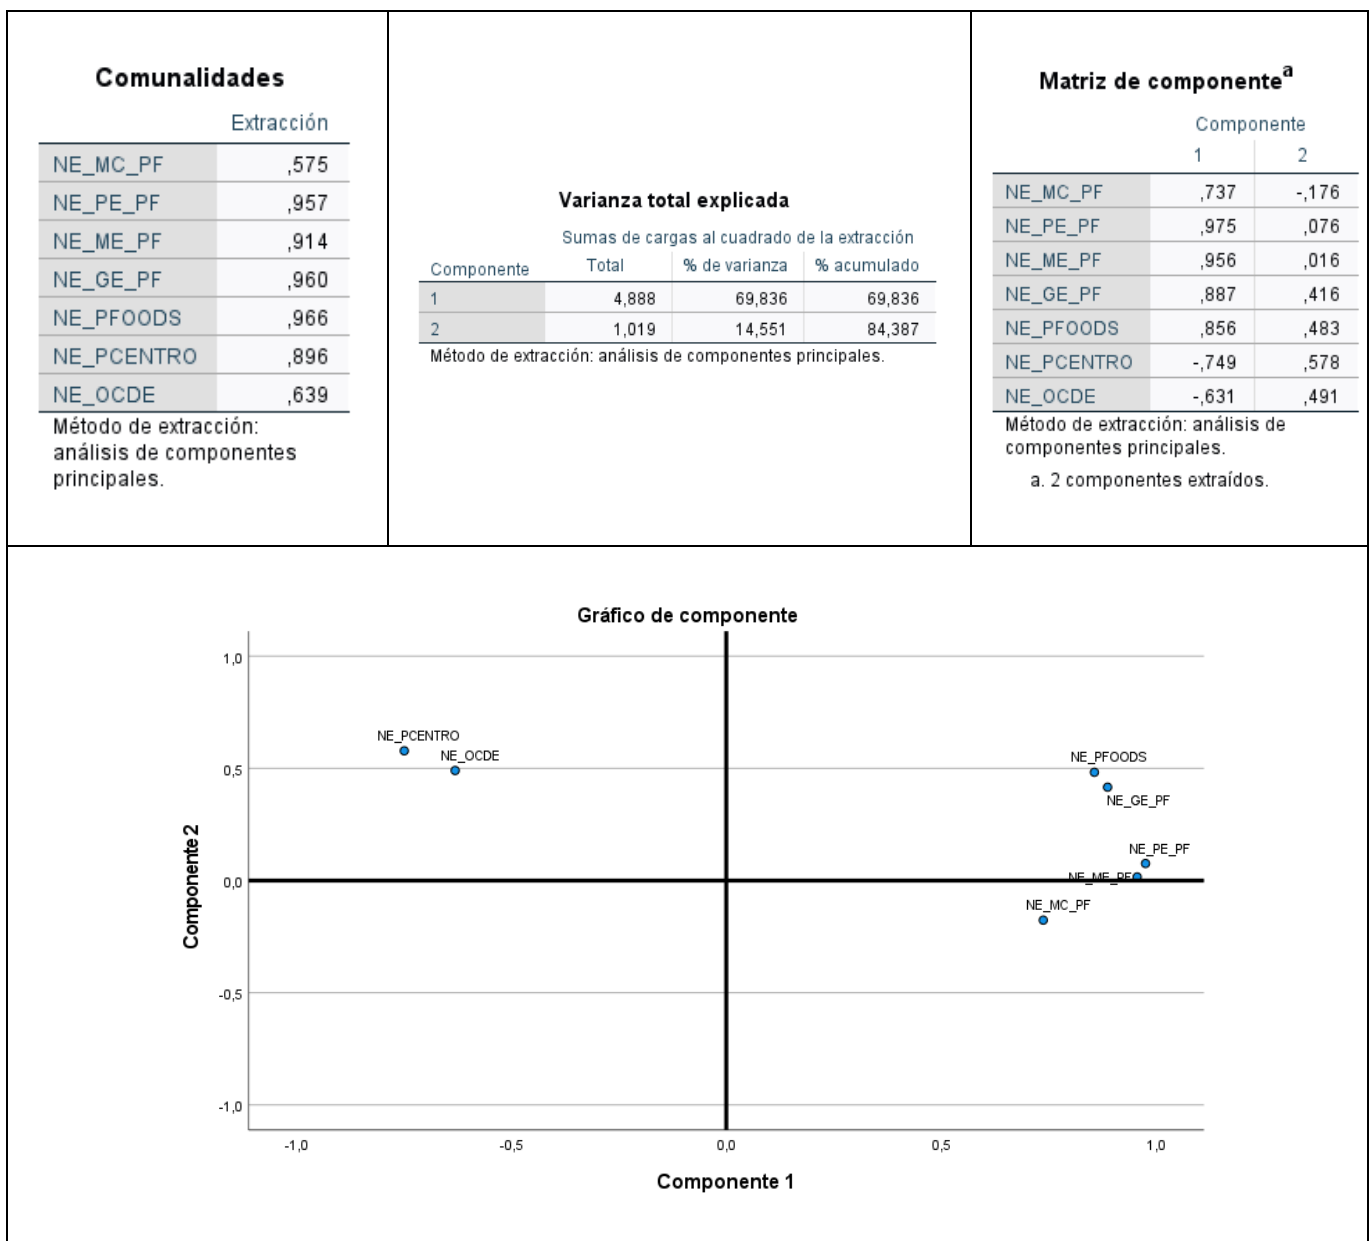 Comunalidades
Extracción
NE_MC_PF ,575
NE_PE_PF ,957
NE_ME_PF ,914
NE_GE_PF ,960
NE_PFOODS ,966
NE_PCENTRO ,896
NE_OCDE ,639
Método de extracción:
análisis de componentes
principales.
Varianza total explicada
Sumas de cargas al cuadrado de la extracción
Componente Total % de varianza % acumulado
1 4,888 69,836 69,836
2 1,019 14,551 84,387
Método de extracción: análisis de componentes principales.
Matriz de componenteª
Componente
1 2
NE_MC_PF ,737 -,176
NE_PE_PF ,975 ,076
NE_ME_PF ,956 ,016
NE_GE_PF ,887 ,416
NE_PFOODS ,856 ,483
NE_PCENTRO -,749 ,578
NE_OCDE -,631 ,491
Método de extracción: análisis de
componentes principales.
a. 2 componentes extraídos.
Gráfico de componente
1,0
NE_PCENTRO
NE_OCDE
NE_PFOODS
0,5
NE_GE_PF
NE_PE_PF
Componente 2
0,0
NE_ME_PF
NE_MC_PF
-0,5
-1,0
-1,0 -0,5 0,0 0,5 1,0
Componente 1